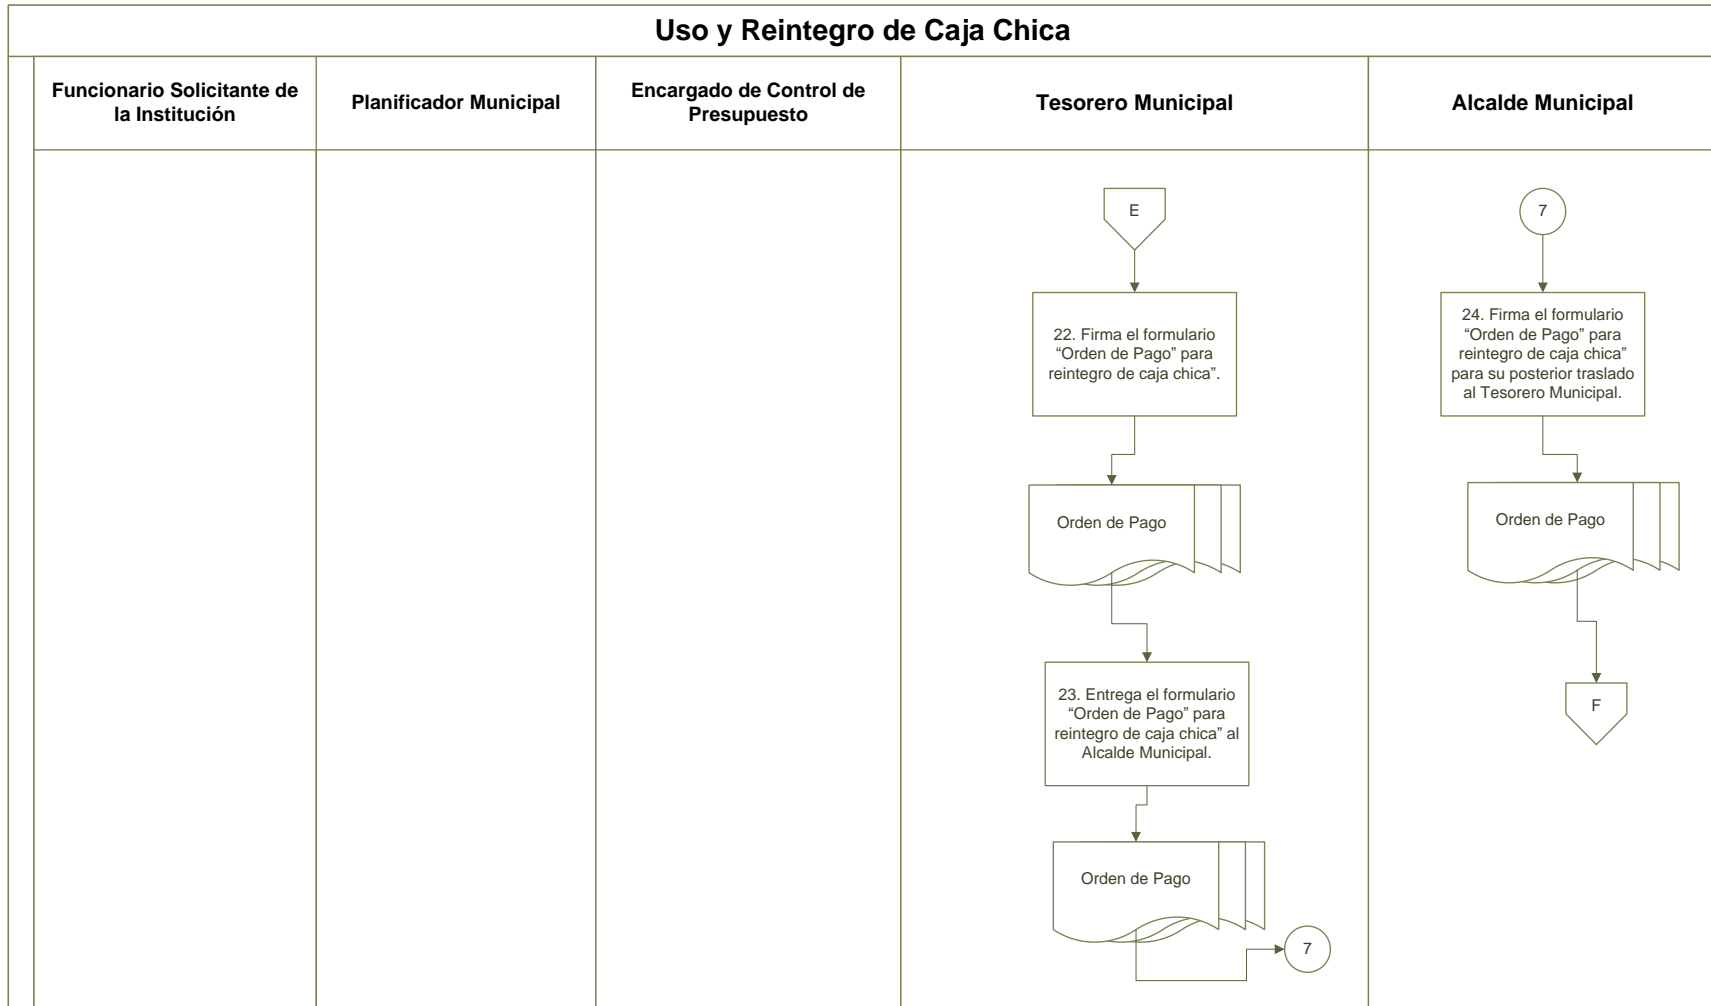 Uso y Reintegro de Caja Chica
Funcionario Solicitante de
la Institución
Planificador Municipal
Encargado de Control de
Presupuesto
Tesorero Municipal
Alcalde Municipal
E
22. Firma el formulario
“Orden de Pago” para
reintegro de caja chica”.
Orden de Pago
23. Entrega el formulario
“Orden de Pago” para
reintegro de caja chica” al
Alcalde Municipal.
Orden de Pago
7
7
24. Firma el formulario
“Orden de Pago” para
reintegro de caja chica”
para su posterior traslado
al Tesorero Municipal.
Orden de Pago
F